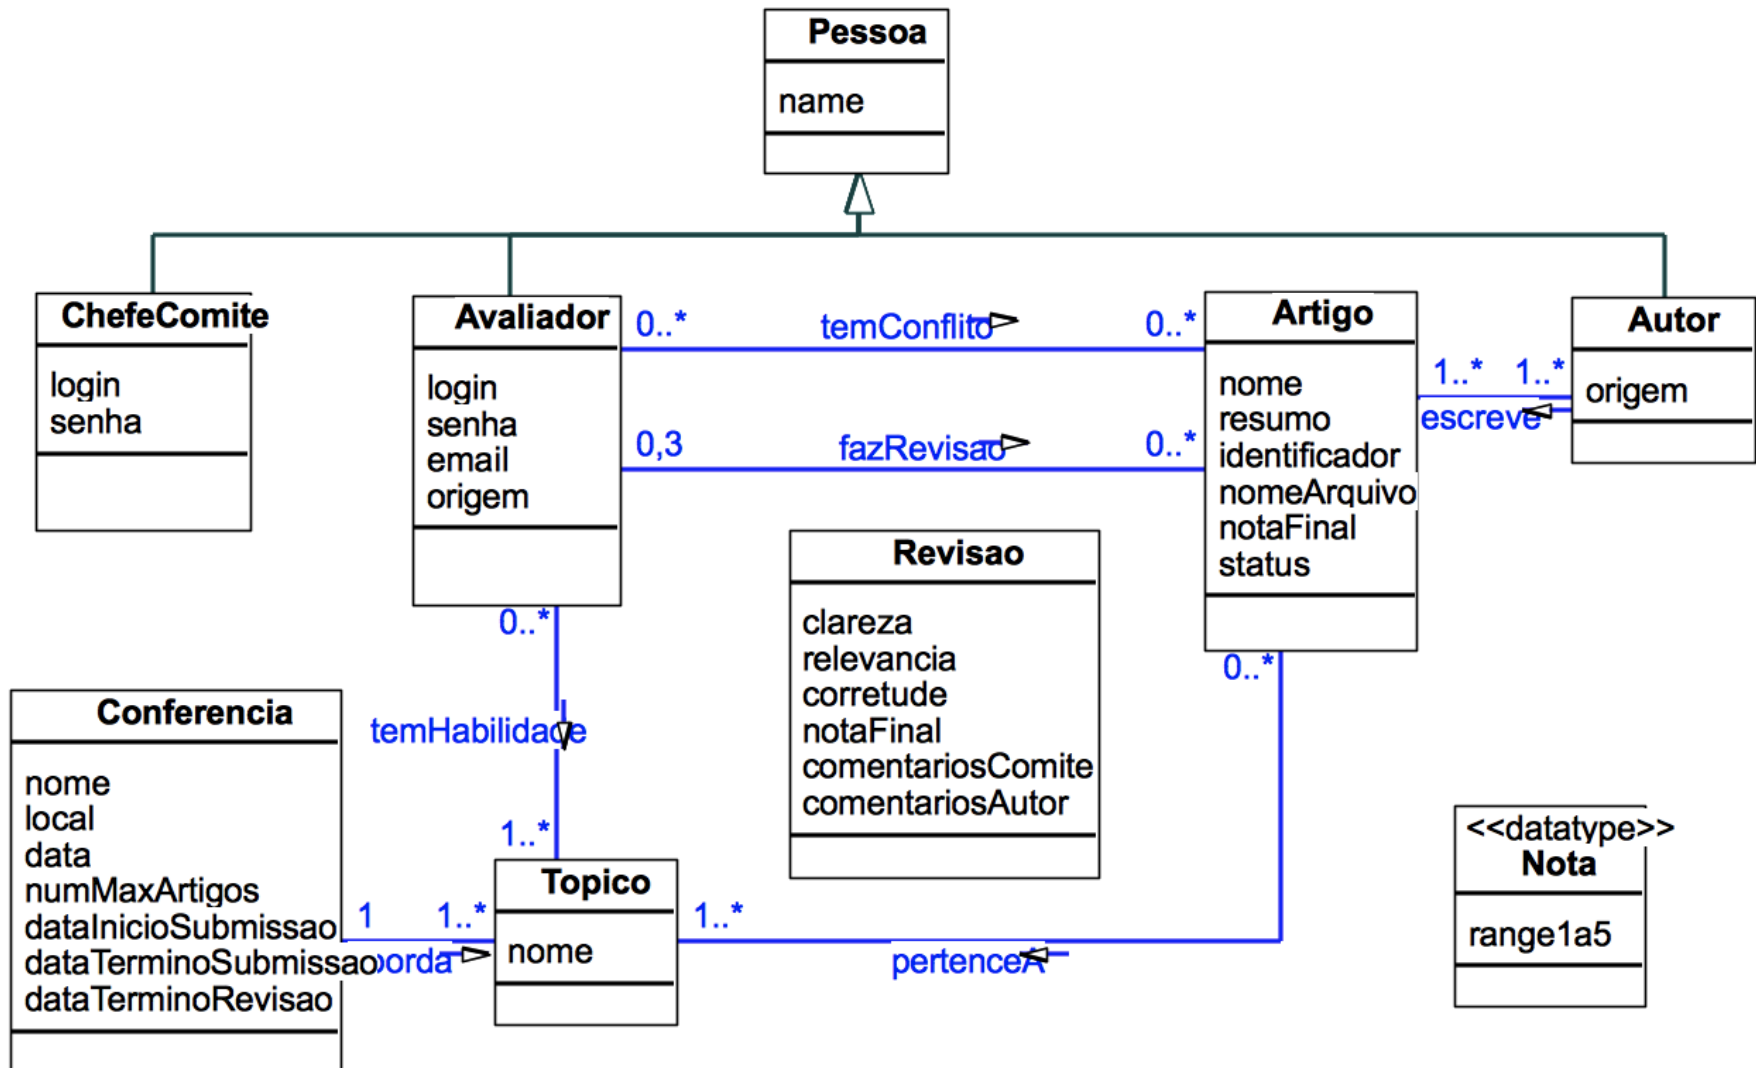 Pessoa
name
ChefeComite
login
senha
Avaliador
login
senha
email
origem
0..*
temConflito
0..*
0,3
fazRevisao
0..*
Artigo
nome
resumo
identificador
nomeArquivo
notaFinal
status
1..*
1..*
escreve
Autor
origem
Revisao
clareza
relevancia
corretude
notaFinal
comentariosComite
comentariosAutor
0..*
temHabilidade
1..*
0..*
Conferencia
nome
local
data
numMaxArtigos
dataInicioSubmissao
dataTerminoSubmissao
dataTerminoRevisao
1
1..*
borda
Topico
nome
1..*
pertenceA
<<datatype>>
Nota
range1a5